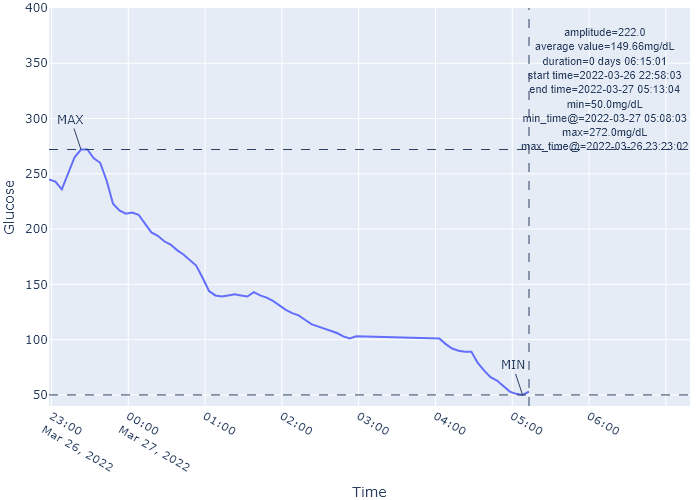 400
350
300
250
200
150
100
50
Glucose
amplitude=222.0
average value=149.66mg/dL
duration=0 days 06:15:01
start time=2022-03-26 22:58:03
end time=2022-03-27 05:13:04
min=50.0mg/dL
min_time@=2022-03-27 05:08:03
max=272.0mg/dL
max_time@=2022-03-26 23:23:02
MAX
MIN
23:00
Mar 26, 2022
00:00
Mar 27, 2022
01:00
02:00
03:00
04:00
05:00
06:00
Time